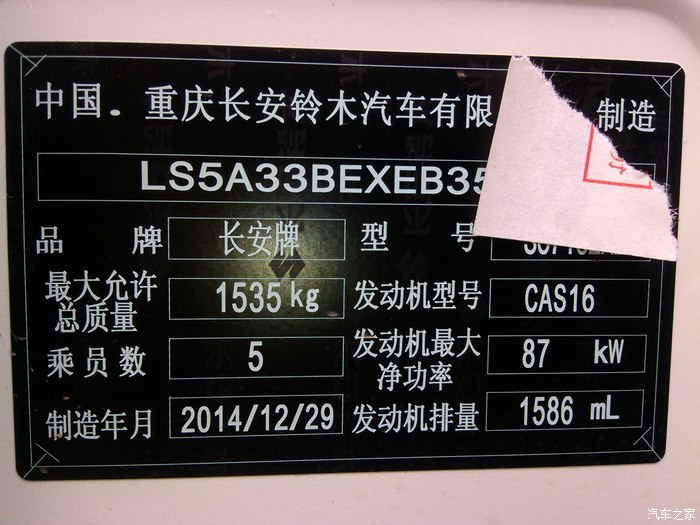 中国．重庆长安铃木汽车有限 制造
LS5A33BEXEB35
品 牌 长安牌 型 号
最大允许总质量 1535 kg 发动机型号 CAS16
乘员数 5 发动机最大净功率 87 kW
制造年月 2014/12/29 发动机排量 1586 mL
汽车之家